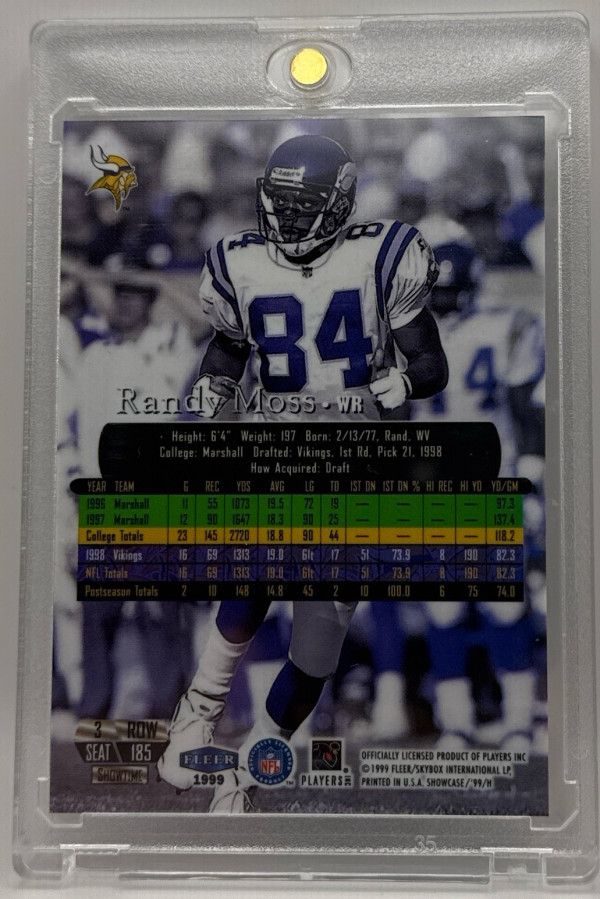 84
84
Randy Moss • WR
• Height: 6'4" Weight: 197 Born: 2/13/77, Rand, WV
College: Marshall Drafted: Vikings, 1st Rd, Pick 21, 1998
How Acquired: Draft
YEAR TEAM G REC YDS AVG LG TD 1ST DN 1ST DN % HI REC HI YD YD/GM
1996 Marshall 11 55 1073 19.5 72 19 — — — — 97.3
1997 Marshall 12 90 1647 18.3 90 25 — — — — 137.4
College Totals 23 145 2720 18.8 90 44 — — — — 118.2
1998 Vikings 16 69 1313 19.0 61t 17 51 73.9 8 190 82.3
NFL Totals 16 69 1313 19.0 61t 17 51 73.9 8 190 82.3
Postseason Totals 2 10 148 14.8 45 2 10 100.0 6 75 74.0
3 ROW
SEAT 185
SHOWTIME
FLEER
1999
NFL
PLAYERS INC
OFFICIALLY LICENSED PRODUCT OF PLAYERS INC
© 1999 FLEER/SKYBOX INTERNATIONAL LP.
PRINTED IN U.S.A. SHOWCASE/'99/H
35